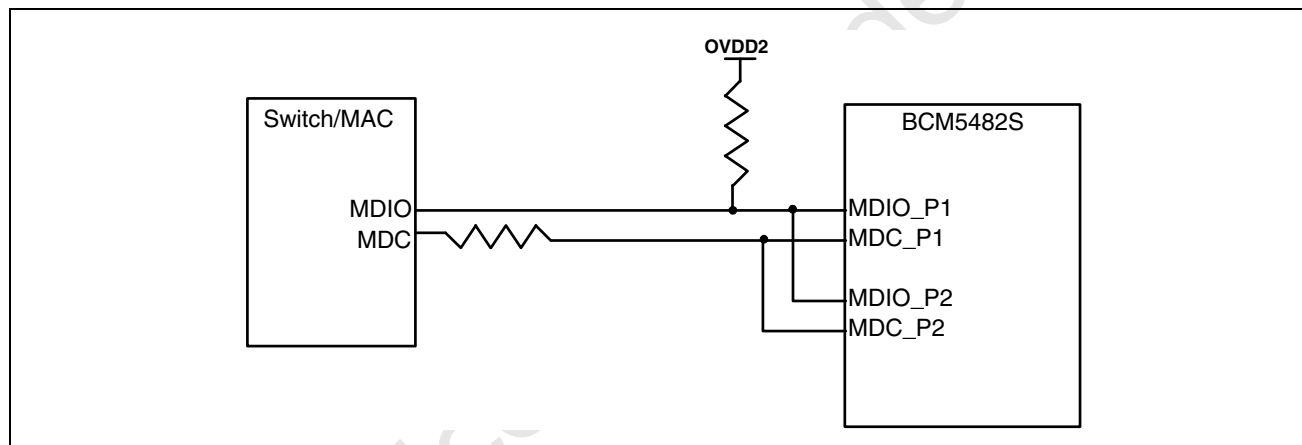 OVDD2
Switch/MAC
BCM5482S
MDIO
MDC
MDIO_P1
MDC_P1
MDIO_P2
MDC_P2